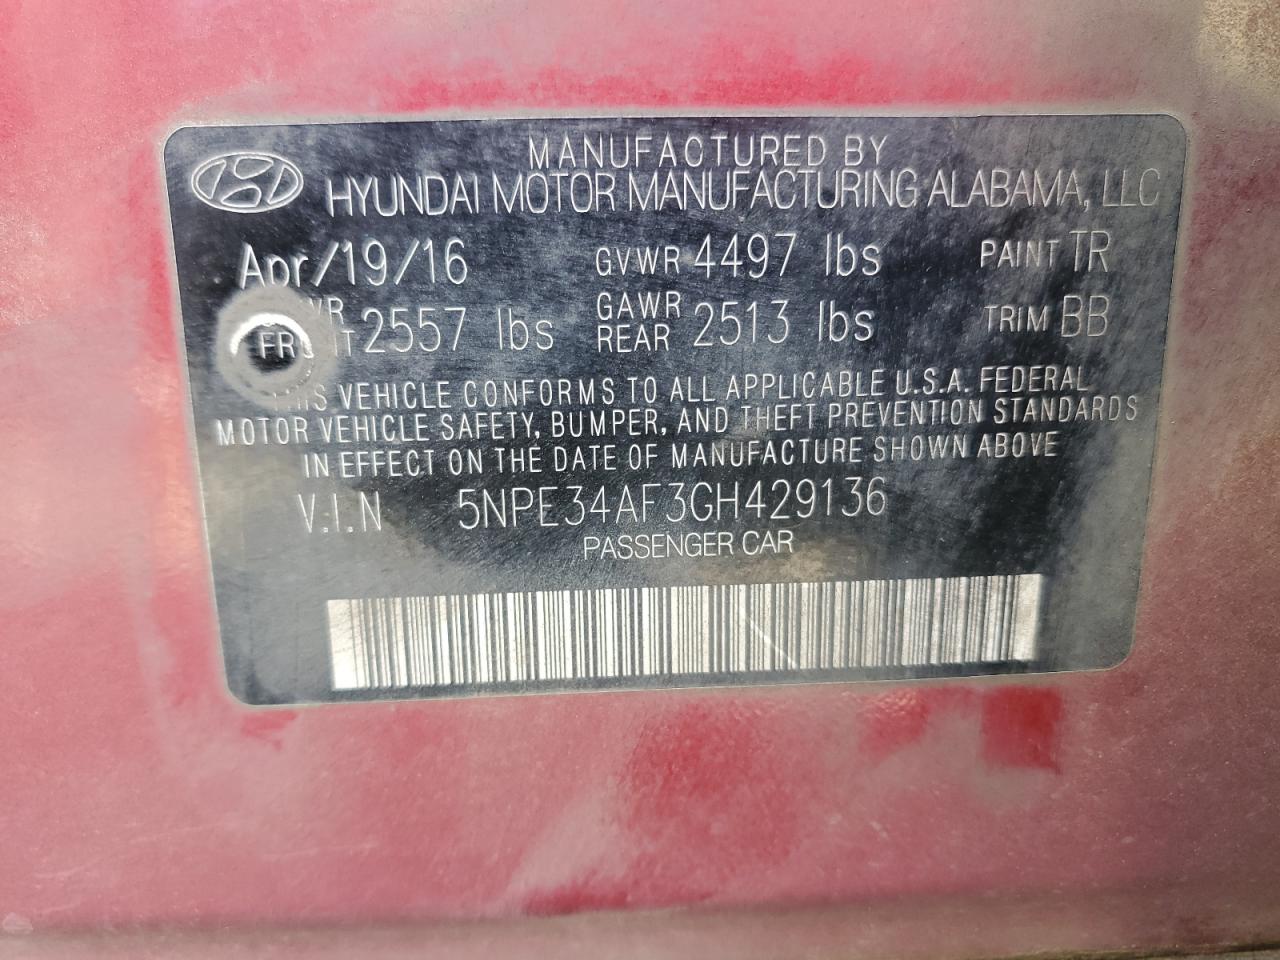 MANUFACTURED BY
HYUNDAI MOTOR MANUFACTURING ALABAMA, LLC
Apr/19/16 GVWR 4497 lbs PAINT TR
2557 lbs GAWR REAR 2513 lbs TRIM BB
THIS VEHICLE CONFORMS TO ALL APPLICABLE U.S.A. FEDERAL
MOTOR VEHICLE SAFETY, BUMPER, AND THEFT PREVENTION STANDARDS
IN EFFECT ON THE DATE OF MANUFACTURE SHOWN ABOVE
V.I.N 5NPE34AF3GH429136
PASSENGER CAR